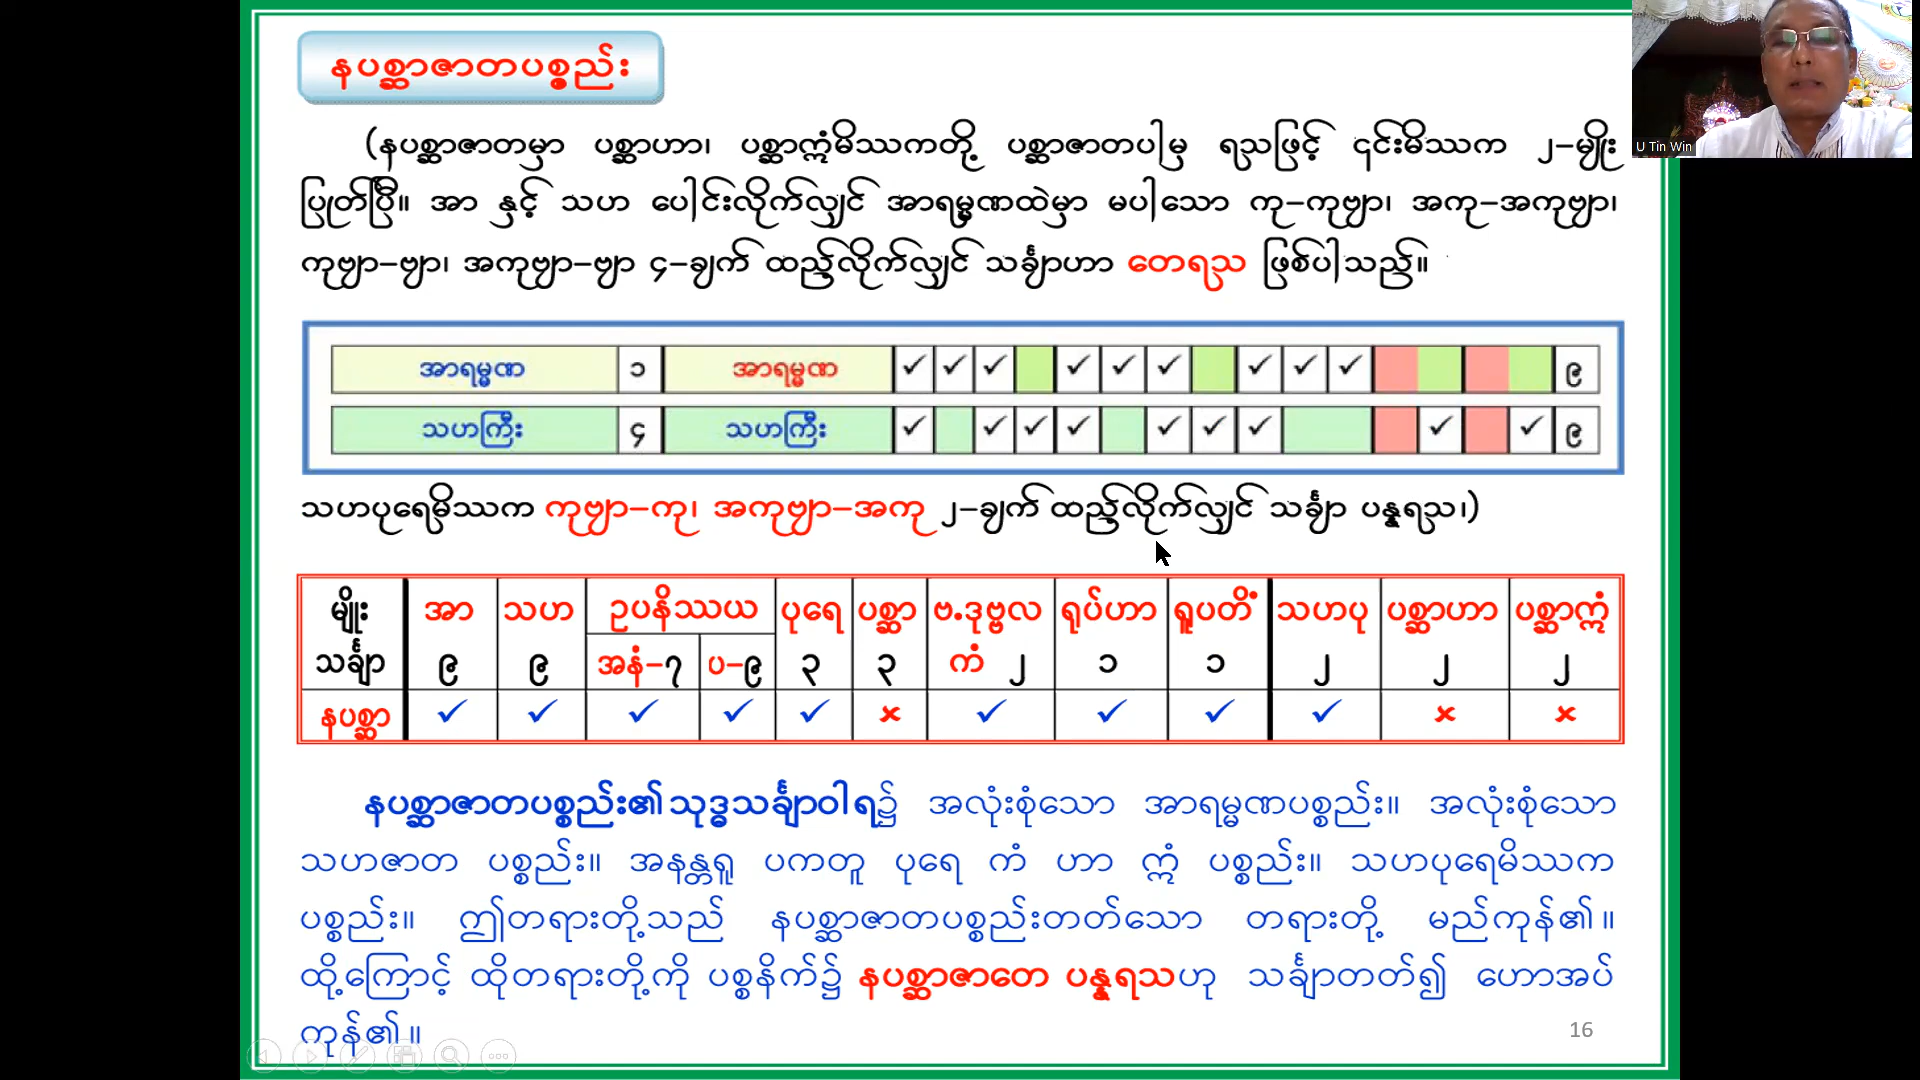 နပစ္ဆာဇာတပစ္စည်း
U Tin Win
(နပစ္ဆာဇာတမှာ ပစ္ဆာဟာ၊ ပစ္ဆာဣံမိဿကတို့ ပစ္ဆာဇာတပါမှ ရသဖြင့် ၎င်းမိဿက ၂–မျိုး
ပြုတ်ပြီ။ အာ နှင့် သဟ ပေါင်းလိုက်လျှင် အာရမ္မဏထဲမှာ မပါသော ကု–ကုဗျာ၊ အကု–အကုဗျာ၊
ကုဗျာ–ဗျာ၊ အကုဗျာ–ဗျာ ၄–ချက် ထည့်လိုက်လျှင် သင်္ချာဟာ တေရသ ဖြစ်ပါသည်။
အာရမ္မဏ ၁ အာရမ္မဏ ✓ ✓ ✓ ✓ ✓ ✓ ✓ ✓ ✓ ၉
သဟကြီး ၄ သဟကြီး ✓ ✓ ✓ ✓ ✓ ✓ ✓ ✓ ✓ ၉
သဟပုရေမိဿက ကုဗျာ–ကု၊ အကုဗျာ–အကု ၂–ချက် ထည့်လိုက်လျှင် သင်္ချာ ပန္နရသ၊)
မျိုး အာ သဟ ဥပနိဿယ ပုရေ ပစ္ဆာ ဗ.ဒုဗ္ဗလ ရုပ်ဟာ ရူပတိံ သဟပု ပစ္ဆာဟာ ပစ္ဆာဣံ
သင်္ချာ ၉ ၉ အနံ–၇ ပ–၉ ၃ ၃ ကံ ၂ ၁ ၁ ၂ ၂ ၂
နပစ္ဆာ ✓ ✓ ✓ ✓ ✓ × ✓ ✓ ✓ ✓ × ×
နပစ္ဆာဇာတပစ္စည်း၏ သုဒ္ဓသင်္ချာဝါရ၌ အလုံးစုံသော အာရမ္မဏပစ္စည်း။ အလုံးစုံသော
သဟဇာတ ပစ္စည်း။ အနန္တရူ ပကတူ ပုရေ ကံ ဟာ ဣံ ပစ္စည်း။ သဟပုရေမိဿက
ပစ္စည်း။ ဤတရားတို့သည် နပစ္ဆာဇာတပစ္စည်းတတ်သော တရားတို့ မည်ကုန်၏။
ထို့ကြောင့် ထိုတရားတို့ကို ပစ္စနိက်၌ နပစ္ဆာဇာတေ ပန္နရသဟု သင်္ချာတတ်၍ ဟောအပ်
ကုန်၏။
16